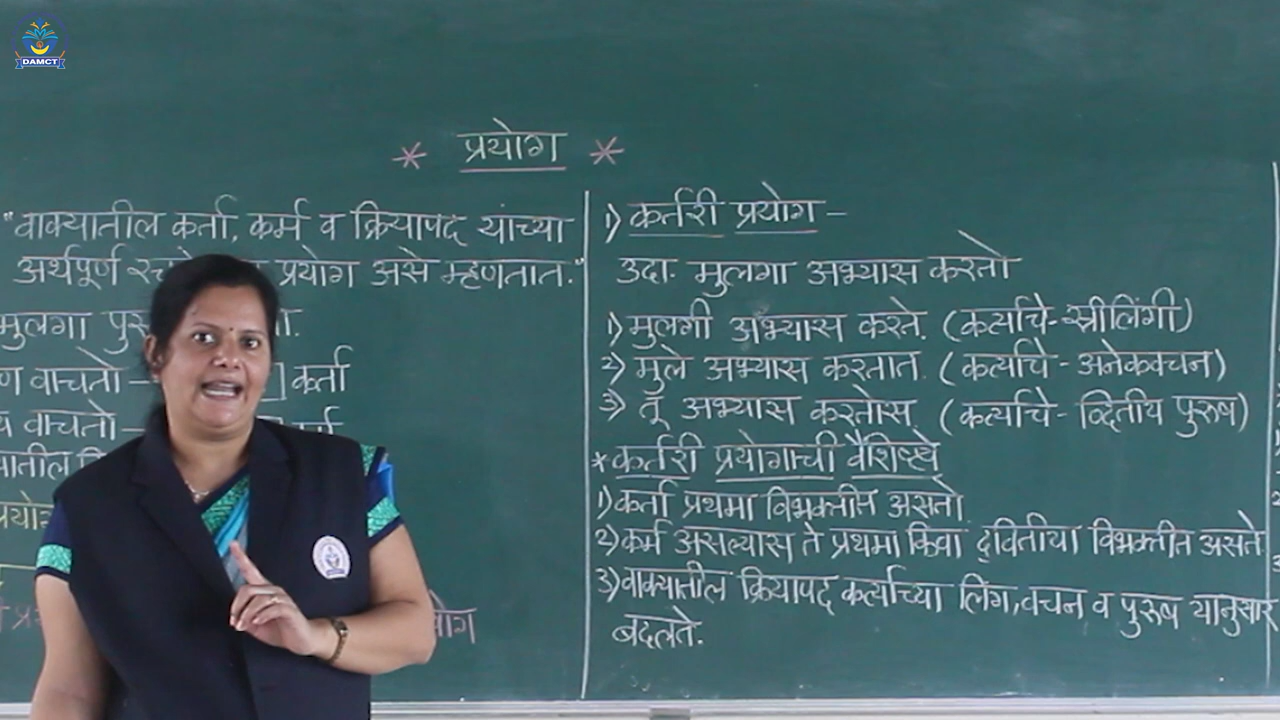 DAMCT
* प्रयोग *
"वाक्यातील कर्ता, कर्म व क्रियापद यांच्या
अर्थपूर्ण प्रयोग असे म्हणतात."
मुलगा
वाचतो - कर्ता
वाचतो -
1) कर्तरी प्रयोग -
उदा. मुलगा अभ्यास करतो
1) मुलगी अभ्यास करते. (कर्त्याचे - स्रीलिंगी)
2) मुले अभ्यास करतात. (कर्त्याचे - अनेकवचन)
3) तू अभ्यास करतोस. (कर्त्याचे - व्दितीय पुरुष)
* कर्तरी प्रयोगाची वैशिष्ट्ये
1) कर्ता प्रथमा विभक्तीत असतो.
2) कर्म असल्यास ते प्रथमा किंवा द्वितीया विभक्तीत असते
3) वाक्यातील क्रियापद कर्त्याच्या लिंग, वचन व पुरुष यानुसार
बदलते.